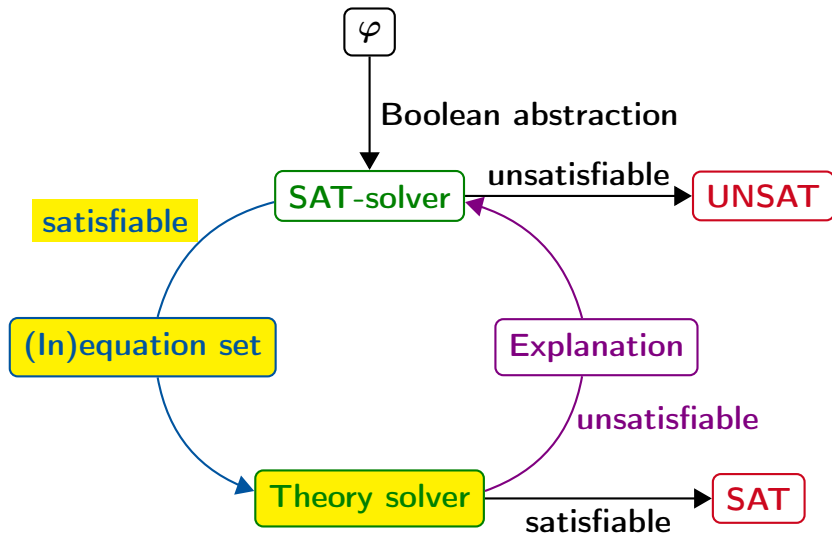 φ
Boolean abstraction
SAT-solver
unsatisfiable
UNSAT
satisfiable
(In)equation set
Explanation
unsatisfiable
Theory solver
satisfiable
SAT